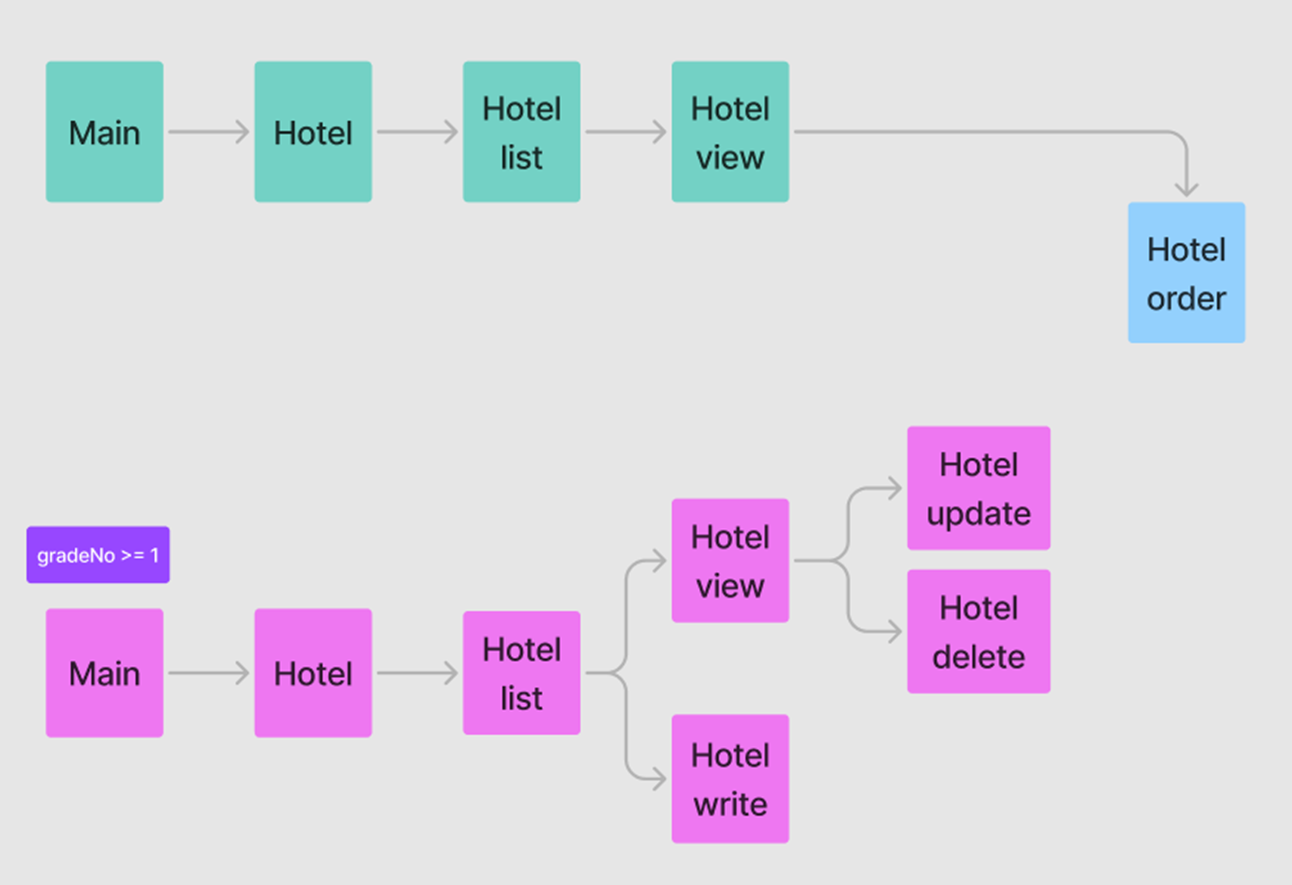 Main
Hotel
Hotel
list
Hotel
view
Hotel
order
gradeNo >= 1
Main
Hotel
Hotel
list
Hotel
view
Hotel
update
Hotel
delete
Hotel
write